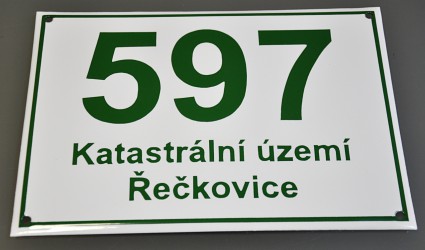 597
Katastrální území
Řečkovice